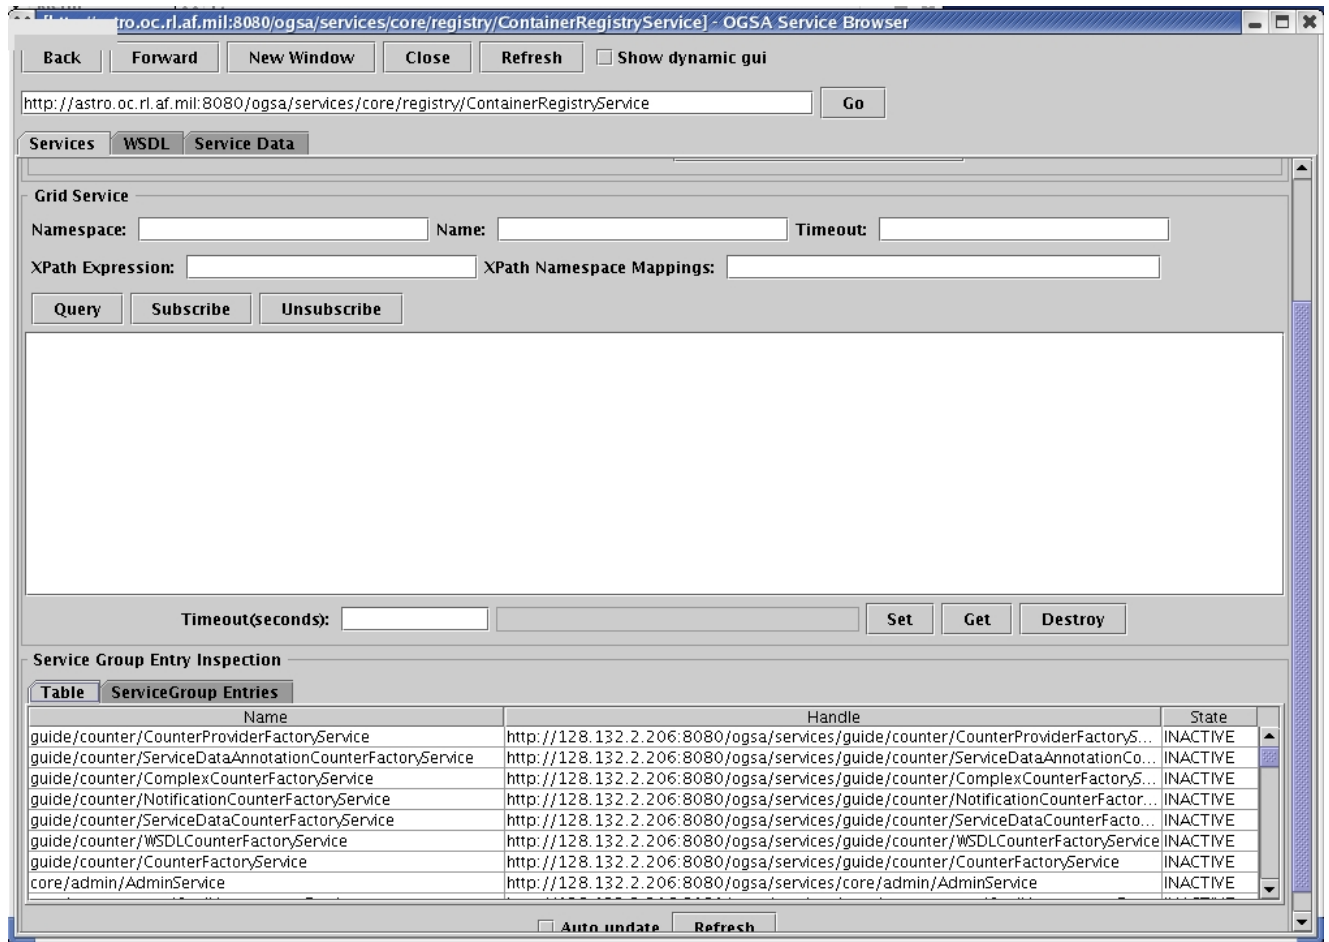 tro.oc.rl.af.mil:8080/ogsa/services/core/registry/ContainerRegistryService] - OGSA Service Browser
Back Forward New Window Close Refresh Show dynamic gui
http://astro.oc.rl.af.mil:8080/ogsa/services/core/registry/ContainerRegistryService Go
Services WSDL Service Data
Grid Service
Namespace: Name: Timeout:
XPath Expression: XPath Namespace Mappings:
Query Subscribe Unsubscribe
Timeout(seconds): Set Get Destroy
Service Group Entry Inspection
Table ServiceGroup Entries
Name Handle State
guide/counter/CounterProviderFactoryService http://128.132.2.206:8080/ogsa/services/guide/counter/CounterProviderFactoryS... INACTIVE
guide/counter/ServiceDataAnnotationCounterFactoryService http://128.132.2.206:8080/ogsa/services/guide/counter/ServiceDataAnnotationCo... INACTIVE
guide/counter/ComplexCounterFactoryService http://128.132.2.206:8080/ogsa/services/guide/counter/ComplexCounterFactoryS... INACTIVE
guide/counter/NotificationCounterFactoryService http://128.132.2.206:8080/ogsa/services/guide/counter/NotificationCounterFactor... INACTIVE
guide/counter/ServiceDataCounterFactoryService http://128.132.2.206:8080/ogsa/services/guide/counter/ServiceDataCounterFacto... INACTIVE
guide/counter/WSDLCounterFactoryService http://128.132.2.206:8080/ogsa/services/guide/counter/WSDLCounterFactoryService INACTIVE
guide/counter/CounterFactoryService http://128.132.2.206:8080/ogsa/services/guide/counter/CounterFactoryService INACTIVE
core/admin/AdminService http://128.132.2.206:8080/ogsa/services/core/admin/AdminService INACTIVE
Auto update Refresh